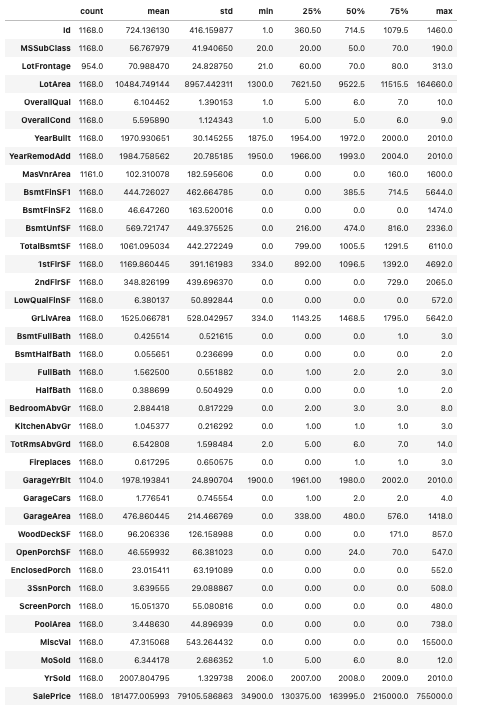 count mean std min 25% 50% 75% max
Id 1168.0 724.136130 416.159877 1.0 360.50 714.5 1079.5 1460.0
MSSubClass 1168.0 56.767979 41.940650 20.0 20.00 50.0 70.0 190.0
LotFrontage 954.0 70.988470 24.828750 21.0 60.00 70.0 80.0 313.0
LotArea 1168.0 10484.749144 8957.442311 1300.0 7621.50 9522.5 11515.5 164660.0
OverallQual 1168.0 6.104452 1.390153 1.0 5.00 6.0 7.0 10.0
OverallCond 1168.0 5.595890 1.124343 1.0 5.00 5.0 6.0 9.0
YearBuilt 1168.0 1970.930651 30.145255 1875.0 1954.00 1972.0 2000.0 2010.0
YearRemodAdd 1168.0 1984.758562 20.785185 1950.0 1966.00 1993.0 2004.0 2010.0
MasVnrArea 1161.0 102.310078 182.595606 0.0 0.00 0.0 160.0 1600.0
BsmtFinSF1 1168.0 444.726027 462.664785 0.0 0.00 385.5 714.5 5644.0
BsmtFinSF2 1168.0 46.647260 163.520016 0.0 0.00 0.0 0.0 1474.0
BsmtUnfSF 1168.0 569.721747 449.375525 0.0 216.00 474.0 816.0 2336.0
TotalBsmtSF 1168.0 1061.095034 442.272249 0.0 799.00 1005.5 1291.5 6110.0
1stFlrSF 1168.0 1169.860445 391.161983 334.0 892.00 1096.5 1392.0 4692.0
2ndFlrSF 1168.0 348.826199 439.696370 0.0 0.00 0.0 729.0 2065.0
LowQualFinSF 1168.0 6.380137 50.892844 0.0 0.00 0.0 0.0 572.0
GrLivArea 1168.0 1525.066781 528.042957 334.0 1143.25 1468.5 1795.0 5642.0
BsmtFullBath 1168.0 0.425514 0.521615 0.0 0.00 0.0 1.0 3.0
BsmtHalfBath 1168.0 0.055651 0.236699 0.0 0.00 0.0 0.0 2.0
FullBath 1168.0 1.562500 0.551882 0.0 1.00 2.0 2.0 3.0
HalfBath 1168.0 0.388699 0.504929 0.0 0.00 0.0 1.0 2.0
BedroomAbvGr 1168.0 2.884418 0.817229 0.0 2.00 3.0 3.0 8.0
KitchenAbvGr 1168.0 1.045377 0.216292 0.0 1.00 1.0 1.0 3.0
TotRmsAbvGrd 1168.0 6.542808 1.598484 2.0 5.00 6.0 7.0 14.0
Fireplaces 1168.0 0.617295 0.650575 0.0 0.00 1.0 1.0 3.0
GarageYrBlt 1104.0 1978.193841 24.890704 1900.0 1961.00 1980.0 2002.0 2010.0
GarageCars 1168.0 1.776541 0.745554 0.0 1.00 2.0 2.0 4.0
GarageArea 1168.0 476.860445 214.466769 0.0 338.00 480.0 576.0 1418.0
WoodDeckSF 1168.0 96.206336 126.158988 0.0 0.00 0.0 171.0 857.0
OpenPorchSF 1168.0 46.559932 66.381023 0.0 0.00 24.0 70.0 547.0
EnclosedPorch 1168.0 23.015411 63.191089 0.0 0.00 0.0 0.0 552.0
3SsnPorch 1168.0 3.639555 29.088867 0.0 0.00 0.0 0.0 508.0
ScreenPorch 1168.0 15.051370 55.080816 0.0 0.00 0.0 0.0 480.0
PoolArea 1168.0 3.448630 44.896939 0.0 0.00 0.0 0.0 738.0
MiscVal 1168.0 47.315068 543.264432 0.0 0.00 0.0 0.0 15500.0
MoSold 1168.0 6.344178 2.686352 1.0 5.00 6.0 8.0 12.0
YrSold 1168.0 2007.804795 1.329738 2006.0 2007.00 2008.0 2009.0 2010.0
SalePrice 1168.0 181477.005993 79105.586863 34900.0 130375.00 163995.0 215000.0 755000.0